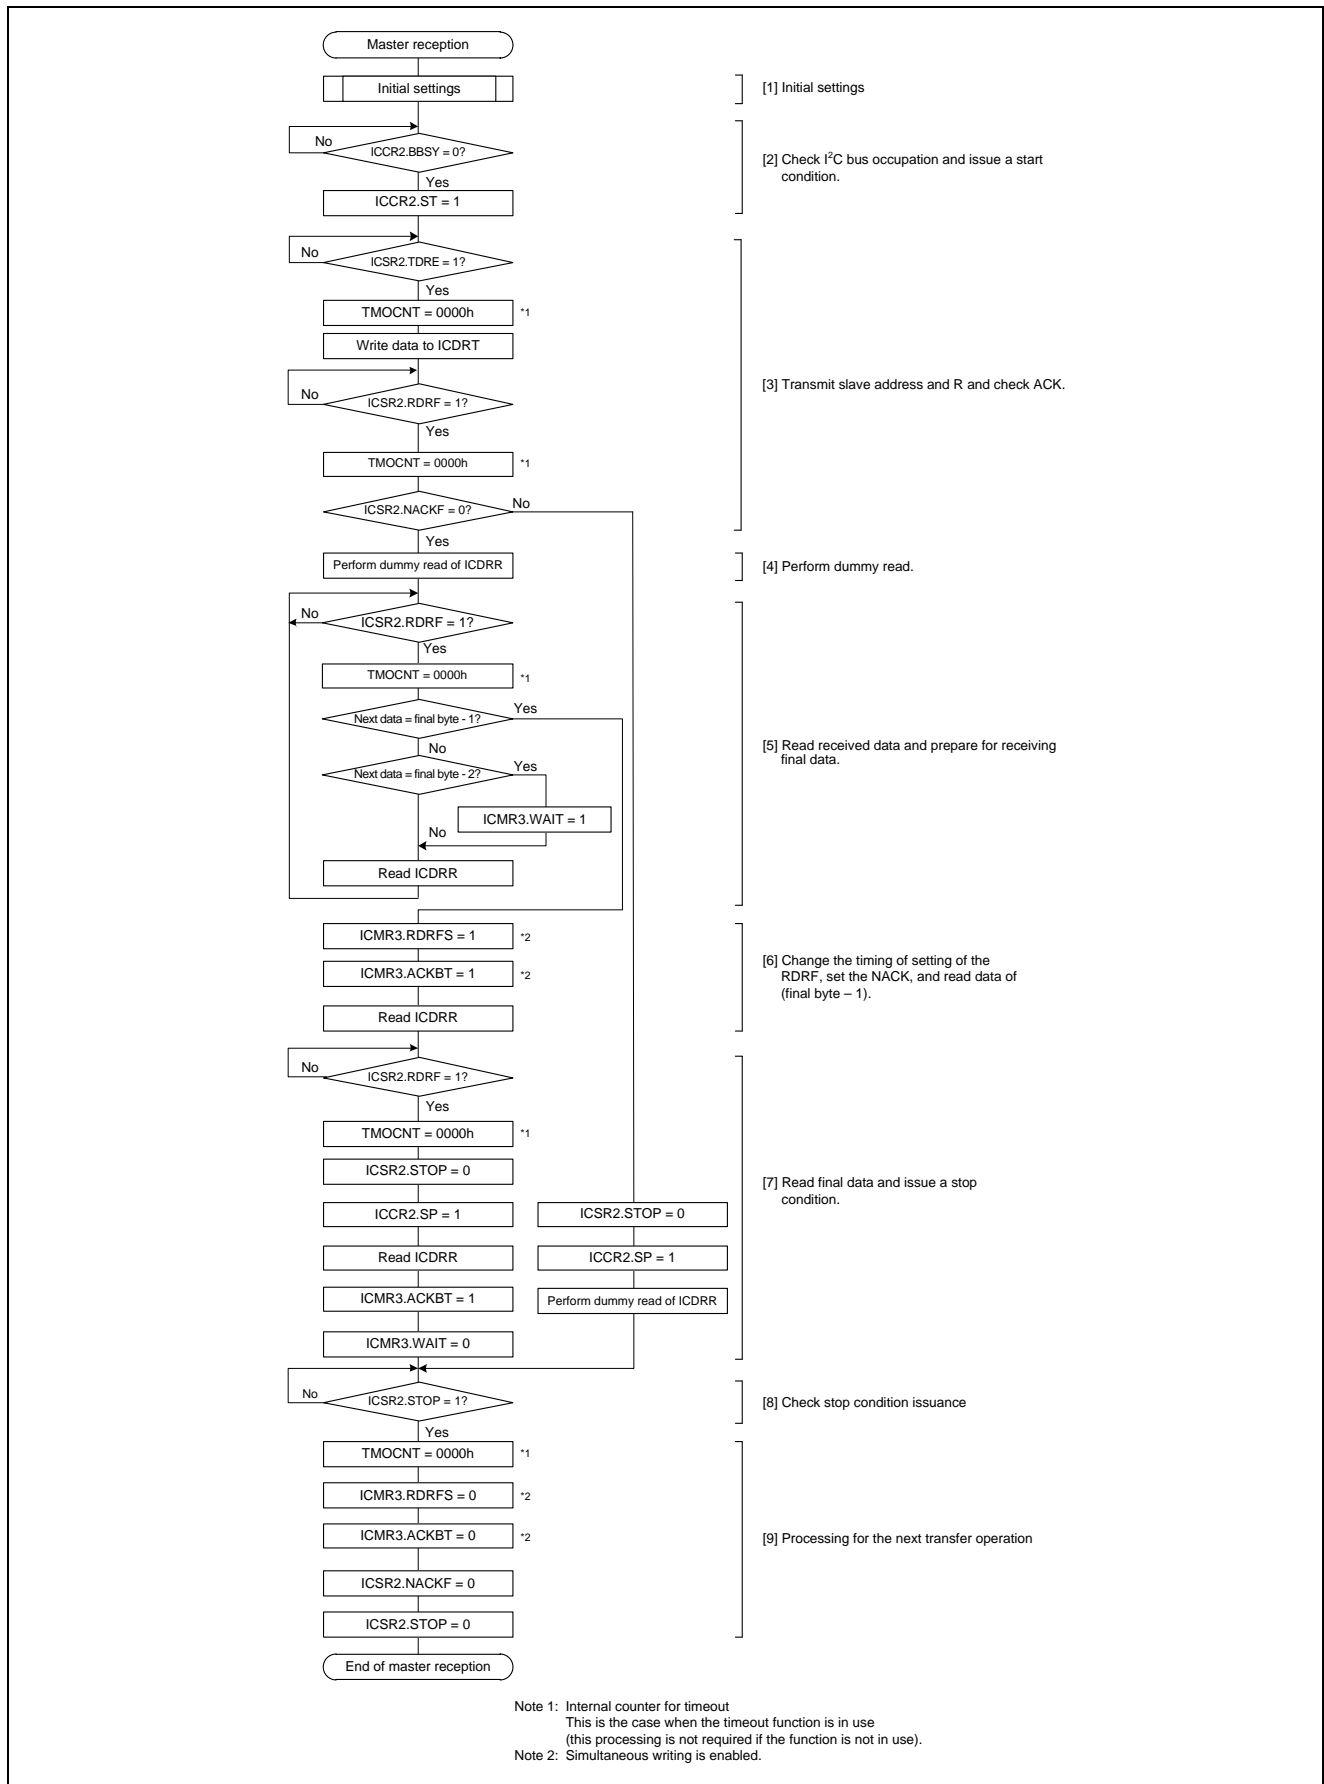 Master reception
Initial settings
[1] Initial settings
No
ICCR2.BBSY = 0?
Yes
[2] Check I²C bus occupation and issue a start
condition.
ICCR2.ST = 1
No
ICSR2.TDRE = 1?
Yes
TMOCNT = 0000h
*1
Write data to ICDRT
No
ICSR2.RDRF = 1?
Yes
[3] Transmit slave address and R and check ACK.
TMOCNT = 0000h
*1
ICSR2.NACKF = 0?
No
Yes
Perform dummy read of ICDRR
[4] Perform dummy read.
No
ICSR2.RDRF = 1?
Yes
TMOCNT = 0000h
*1
Next data = final byte - 1?
Yes
No
Next data = final byte - 2?
Yes
[5] Read received data and prepare for receiving
final data.
ICMR3.WAIT = 1
No
Read ICDRR
ICMR3.RDRFS = 1
*2
ICMR3.ACKBT = 1
*2
Read ICDRR
[6] Change the timing of setting of the
RDRF, set the NACK, and read data of
(final byte – 1).
No
ICSR2.RDRF = 1?
Yes
TMOCNT = 0000h
*1
ICSR2.STOP = 0
ICCR2.SP = 1
Read ICDRR
ICMR3.ACKBT = 1
ICMR3.WAIT = 0
ICSR2.STOP = 0
ICCR2.SP = 1
Perform dummy read of ICDRR
[7] Read final data and issue a stop
condition.
No
ICSR2.STOP = 1?
Yes
[8] Check stop condition issuance
TMOCNT = 0000h
*1
ICMR3.RDRFS = 0
*2
ICMR3.ACKBT = 0
*2
ICSR2.NACKF = 0
ICSR2.STOP = 0
[9] Processing for the next transfer operation
End of master reception
Note 1: Internal counter for timeout
This is the case when the timeout function is in use
(this processing is not required if the function is not in use).
Note 2: Simultaneous writing is enabled.